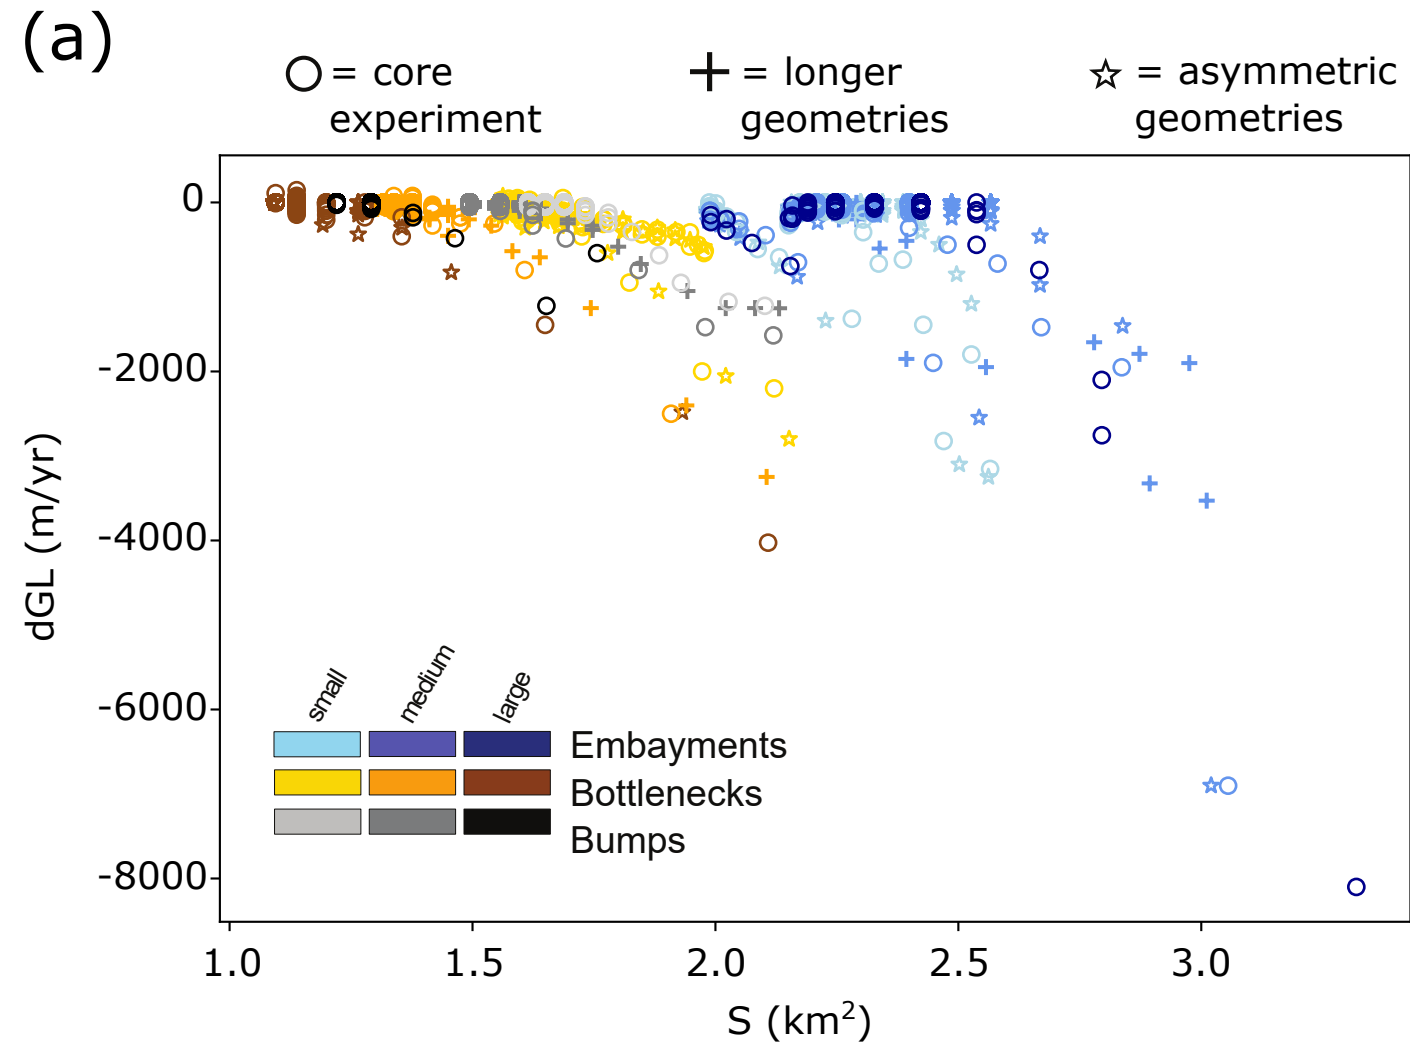 (a)
= core
experiment
= longer
geometries
= asymmetric
geometries
0
-2000
-4000
-6000
-8000
dGL (m/yr)
small
medium
large
Embayments
Bottlenecks
Bumps
1.0
1.5
2.0
2.5
3.0
S (km²)